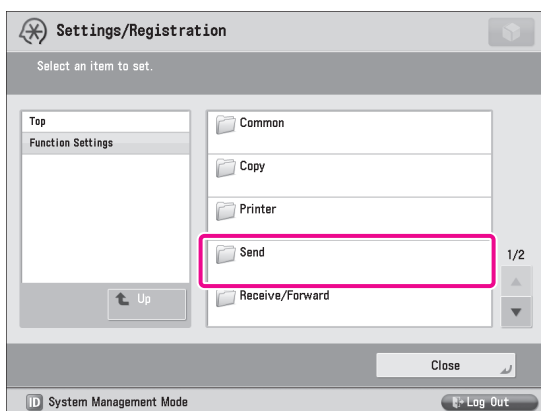 Settings/Registration
Select an item to set.
Top
Function Settings
Up
Common
Copy
Printer
Send
Receive/Forward
1/2
Close
ID System Management Mode
Log Out